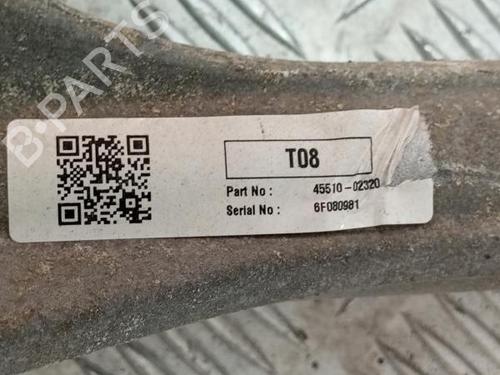 B-PARTS
T08
Part No : 45510-02320
Serial No : 6F080981